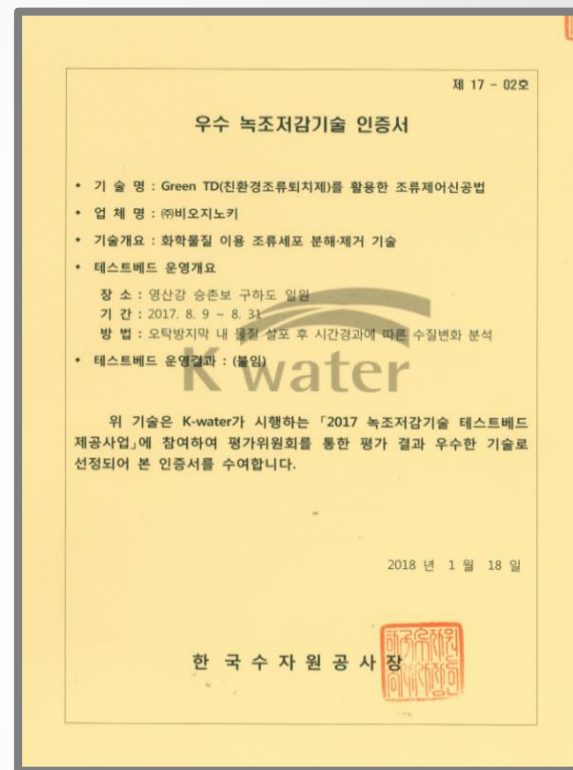 제 17 - 02호
우수 녹조저감기술 인증서
• 기 술 명 : Green TD(친환경조류퇴치제)를 활용한 조류제어신공법
• 업 체 명 : ㈜비오지노키
• 기술개요 : 화학물질 이용 조류세포 분해·제거 기술
• 테스트베드 운영개요
장 소 : 영산강 승촌보 구하도 일원
기 간 : 2017. 8. 9 ~ 8. 31
방 법 : 오탁방지막 내 물질 살포 후 시간경과에 따른 수질변화 분석
• 테스트베드 운영결과 : (붙임)
K water
위 기술은 K-water가 시행하는 「2017 녹조저감기술 테스트베드
제공사업」에 참여하여 평가위원회를 통한 평가 결과 우수한 기술로
선정되어 본 인증서를 수여합니다.
2018 년 1 월 18 일
한 국 수 자 원 공 사 장